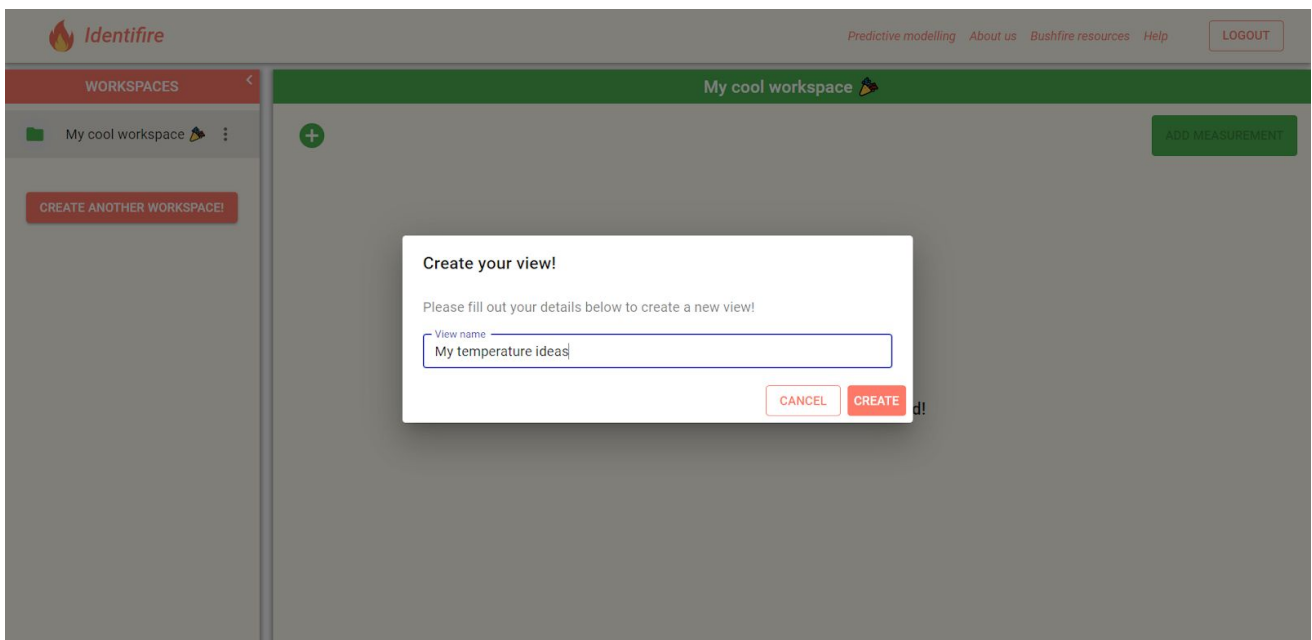 Identifire
Predictive modelling About us Bushfire resources Help LOGOUT
WORKSPACES
My cool workspace 🎉
My cool workspace 🎉
ADD MEASUREMENT
CREATE ANOTHER WORKSPACE!
Create your view!
Please fill out your details below to create a new view!
View name
My temperature ideas
CANCEL CREATE
d!